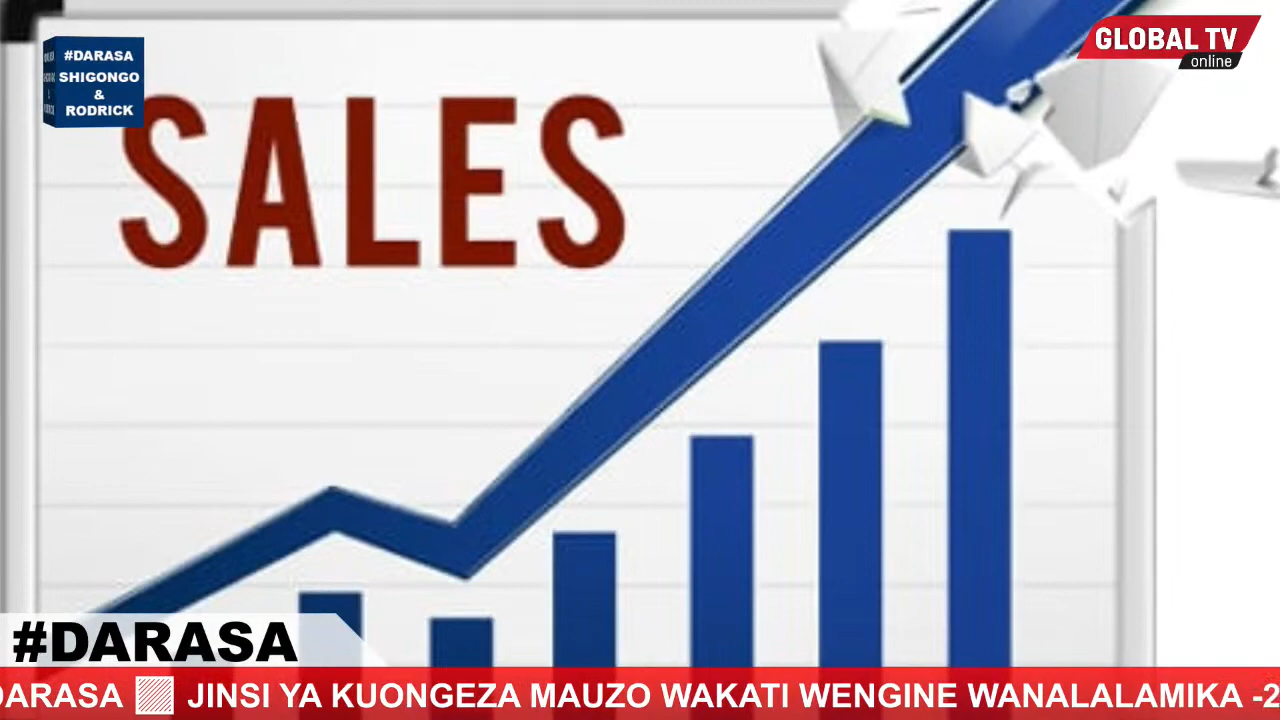 #DARASA
SHIGONGO
&
RODRICK
GLOBAL TV
online
SALES
#DARASA
DARASA JINSI YA KUONGEZA MAUZO WAKATI WENGINE WANALALAMIKA -2